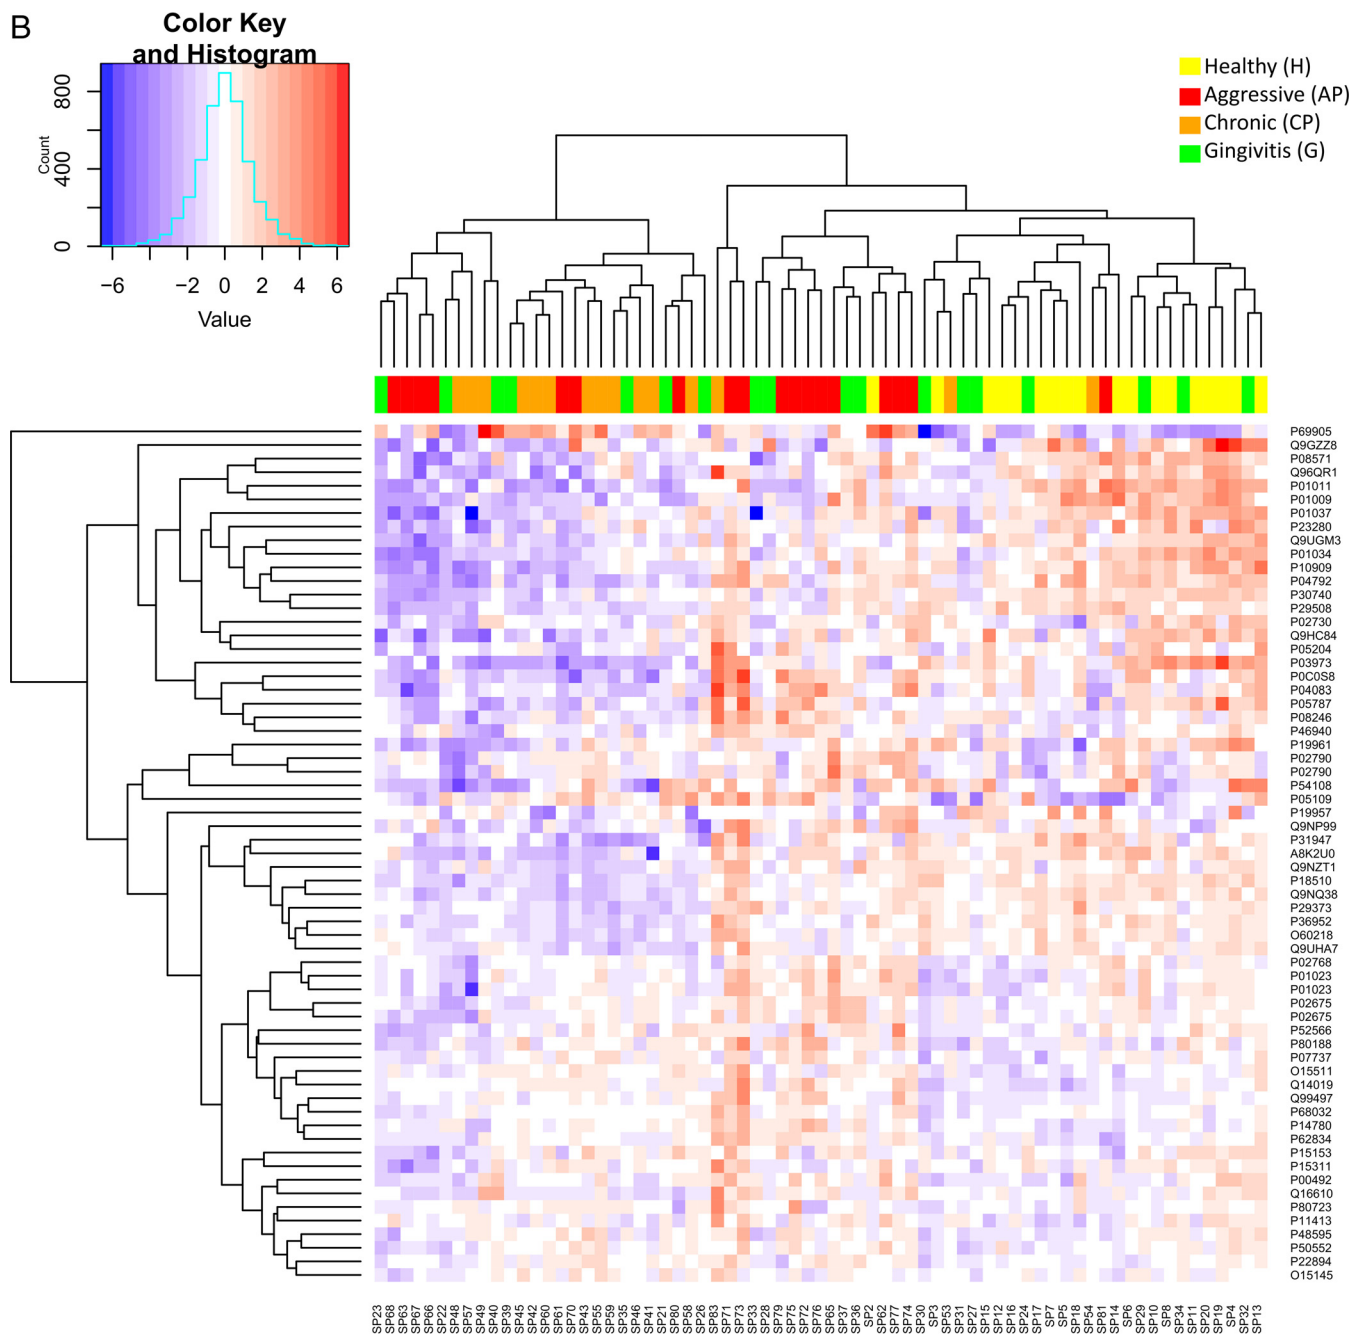 B
Color Key
and Histogram
Count
0
400
800
−6
−2
0
2
4
6
Value
Healthy (H)
Aggressive (AP)
Chronic (CP)
Gingivitis (G)
P69905
Q9GZZ8
P08571
Q96QR1
P01011
P01009
P01037
P23280
Q9UGM3
P01034
P10909
P04792
P30740
P29508
P02730
Q9HC84
P05204
P03973
P0C0S8
P04083
P05787
P08246
P46940
P19961
P02790
P02790
P54108
P05109
P19957
Q9NP99
P31947
A8K2U0
Q9NZT1
P18510
Q9NQ38
P29373
P36952
O60218
Q9UHA7
P02768
P01023
P01023
P02675
P02675
P52566
P80188
P07737
O15511
Q14019
Q99497
P68032
P14780
P62834
P15153
P15311
P00492
Q16610
P80723
P11413
P48595
P50552
P22894
O15145
SP23
SP68
SP63
SP67
SP66
SP22
SP48
SP57
SP49
SP40
SP39
SP45
SP42
SP60
SP61
SP70
SP43
SP55
SP59
SP35
SP46
SP41
SP21
SP80
SP58
SP26
SP83
SP71
SP73
SP33
SP28
SP79
SP75
SP72
SP76
SP65
SP37
SP36
SP2
SP62
SP77
SP74
SP30
SP3
SP53
SP31
SP27
SP15
SP12
SP16
SP24
SP17
SP7
SP5
SP18
SP54
SP81
SP14
SP6
SP29
SP10
SP8
SP34
SP11
SP20
SP19
SP4
SP32
SP13